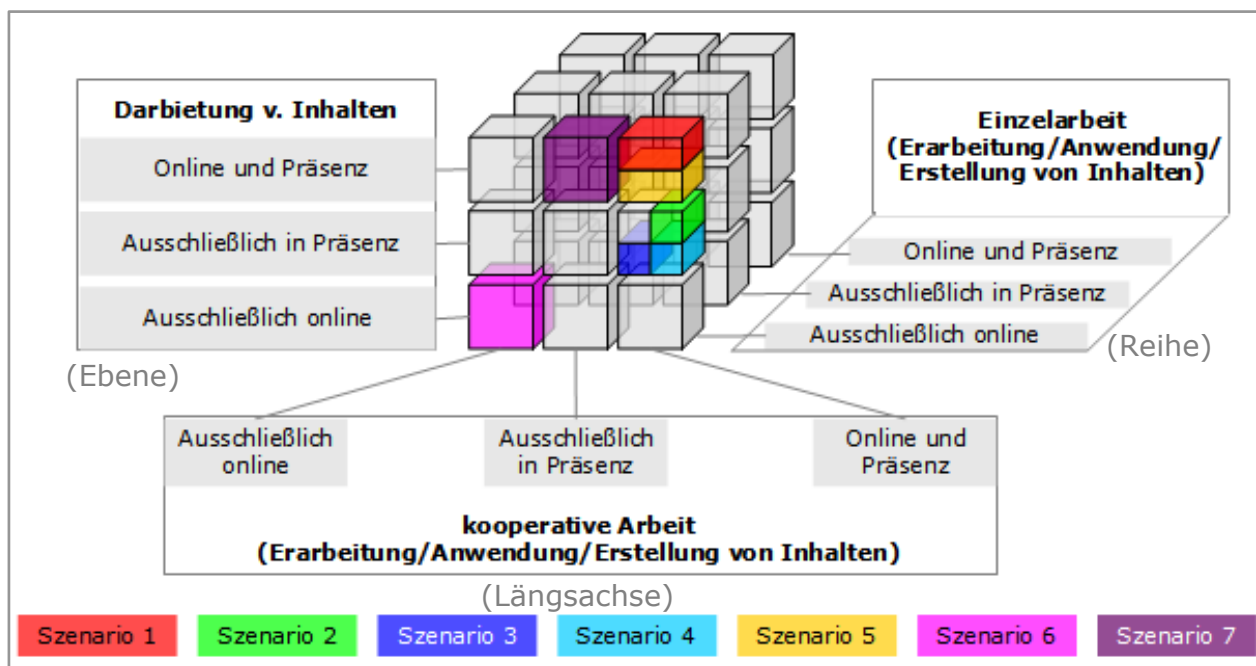 Darbietung v. Inhalten
Online und Präsenz
Ausschließlich in Präsenz
Ausschließlich online
(Ebene)
Einzelarbeit
(Erarbeitung/Anwendung/
Erstellung von Inhalten)
Online und Präsenz
Ausschließlich in Präsenz
Ausschließlich online
(Reihe)
Ausschließlich
online
Ausschließlich
in Präsenz
Online und
Präsenz
kooperative Arbeit
(Erarbeitung/Anwendung/Erstellung von Inhalten)
(Längsachse)
Szenario 1
Szenario 2
Szenario 3
Szenario 4
Szenario 5
Szenario 6
Szenario 7